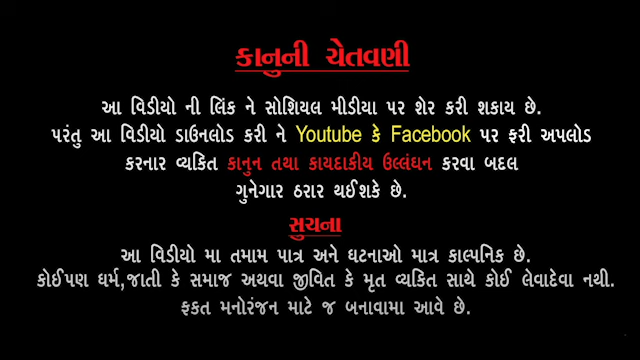 કાનુની ચેતવણી
આ વિડીયો ની લિંક ને સોશિયલ મીડીયા પર શેર કરી શકાય છે.
પરંતુ આ વિડીયો ડાઉનલોડ કરી ને Youtube કે Facebook પર ફરી અપલોડ
કરનાર વ્યકિત કાનુન તથા કાયદાકીય ઉલ્લંઘન કરવા બદલ
ગુનેગાર ઠરાર થઈશકે છે.
સુચના
આ વિડીયો મા તમામ પાત્ર અને ઘટનાઓ માત્ર કાલ્પનિક છે.
કોઈપણ ધર્મ,જાતી કે સમાજ અથવા જીવિત કે મૃત વ્યકિત સાથે કોઈ લેવાદેવા નથી.
ફકત મનોરંજન માટે જ બનાવામા આવે છે.